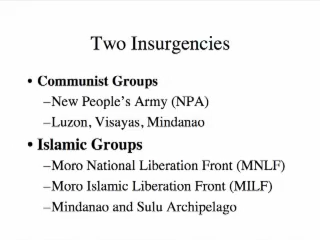 Two Insurgencies
• Communist Groups
–New People's Army (NPA)
–Luzon, Visayas, Mindanao
• Islamic Groups
–Moro National Liberation Front (MNLF)
–Moro Islamic Liberation Front (MILF)
–Mindanao and Sulu Archipelago